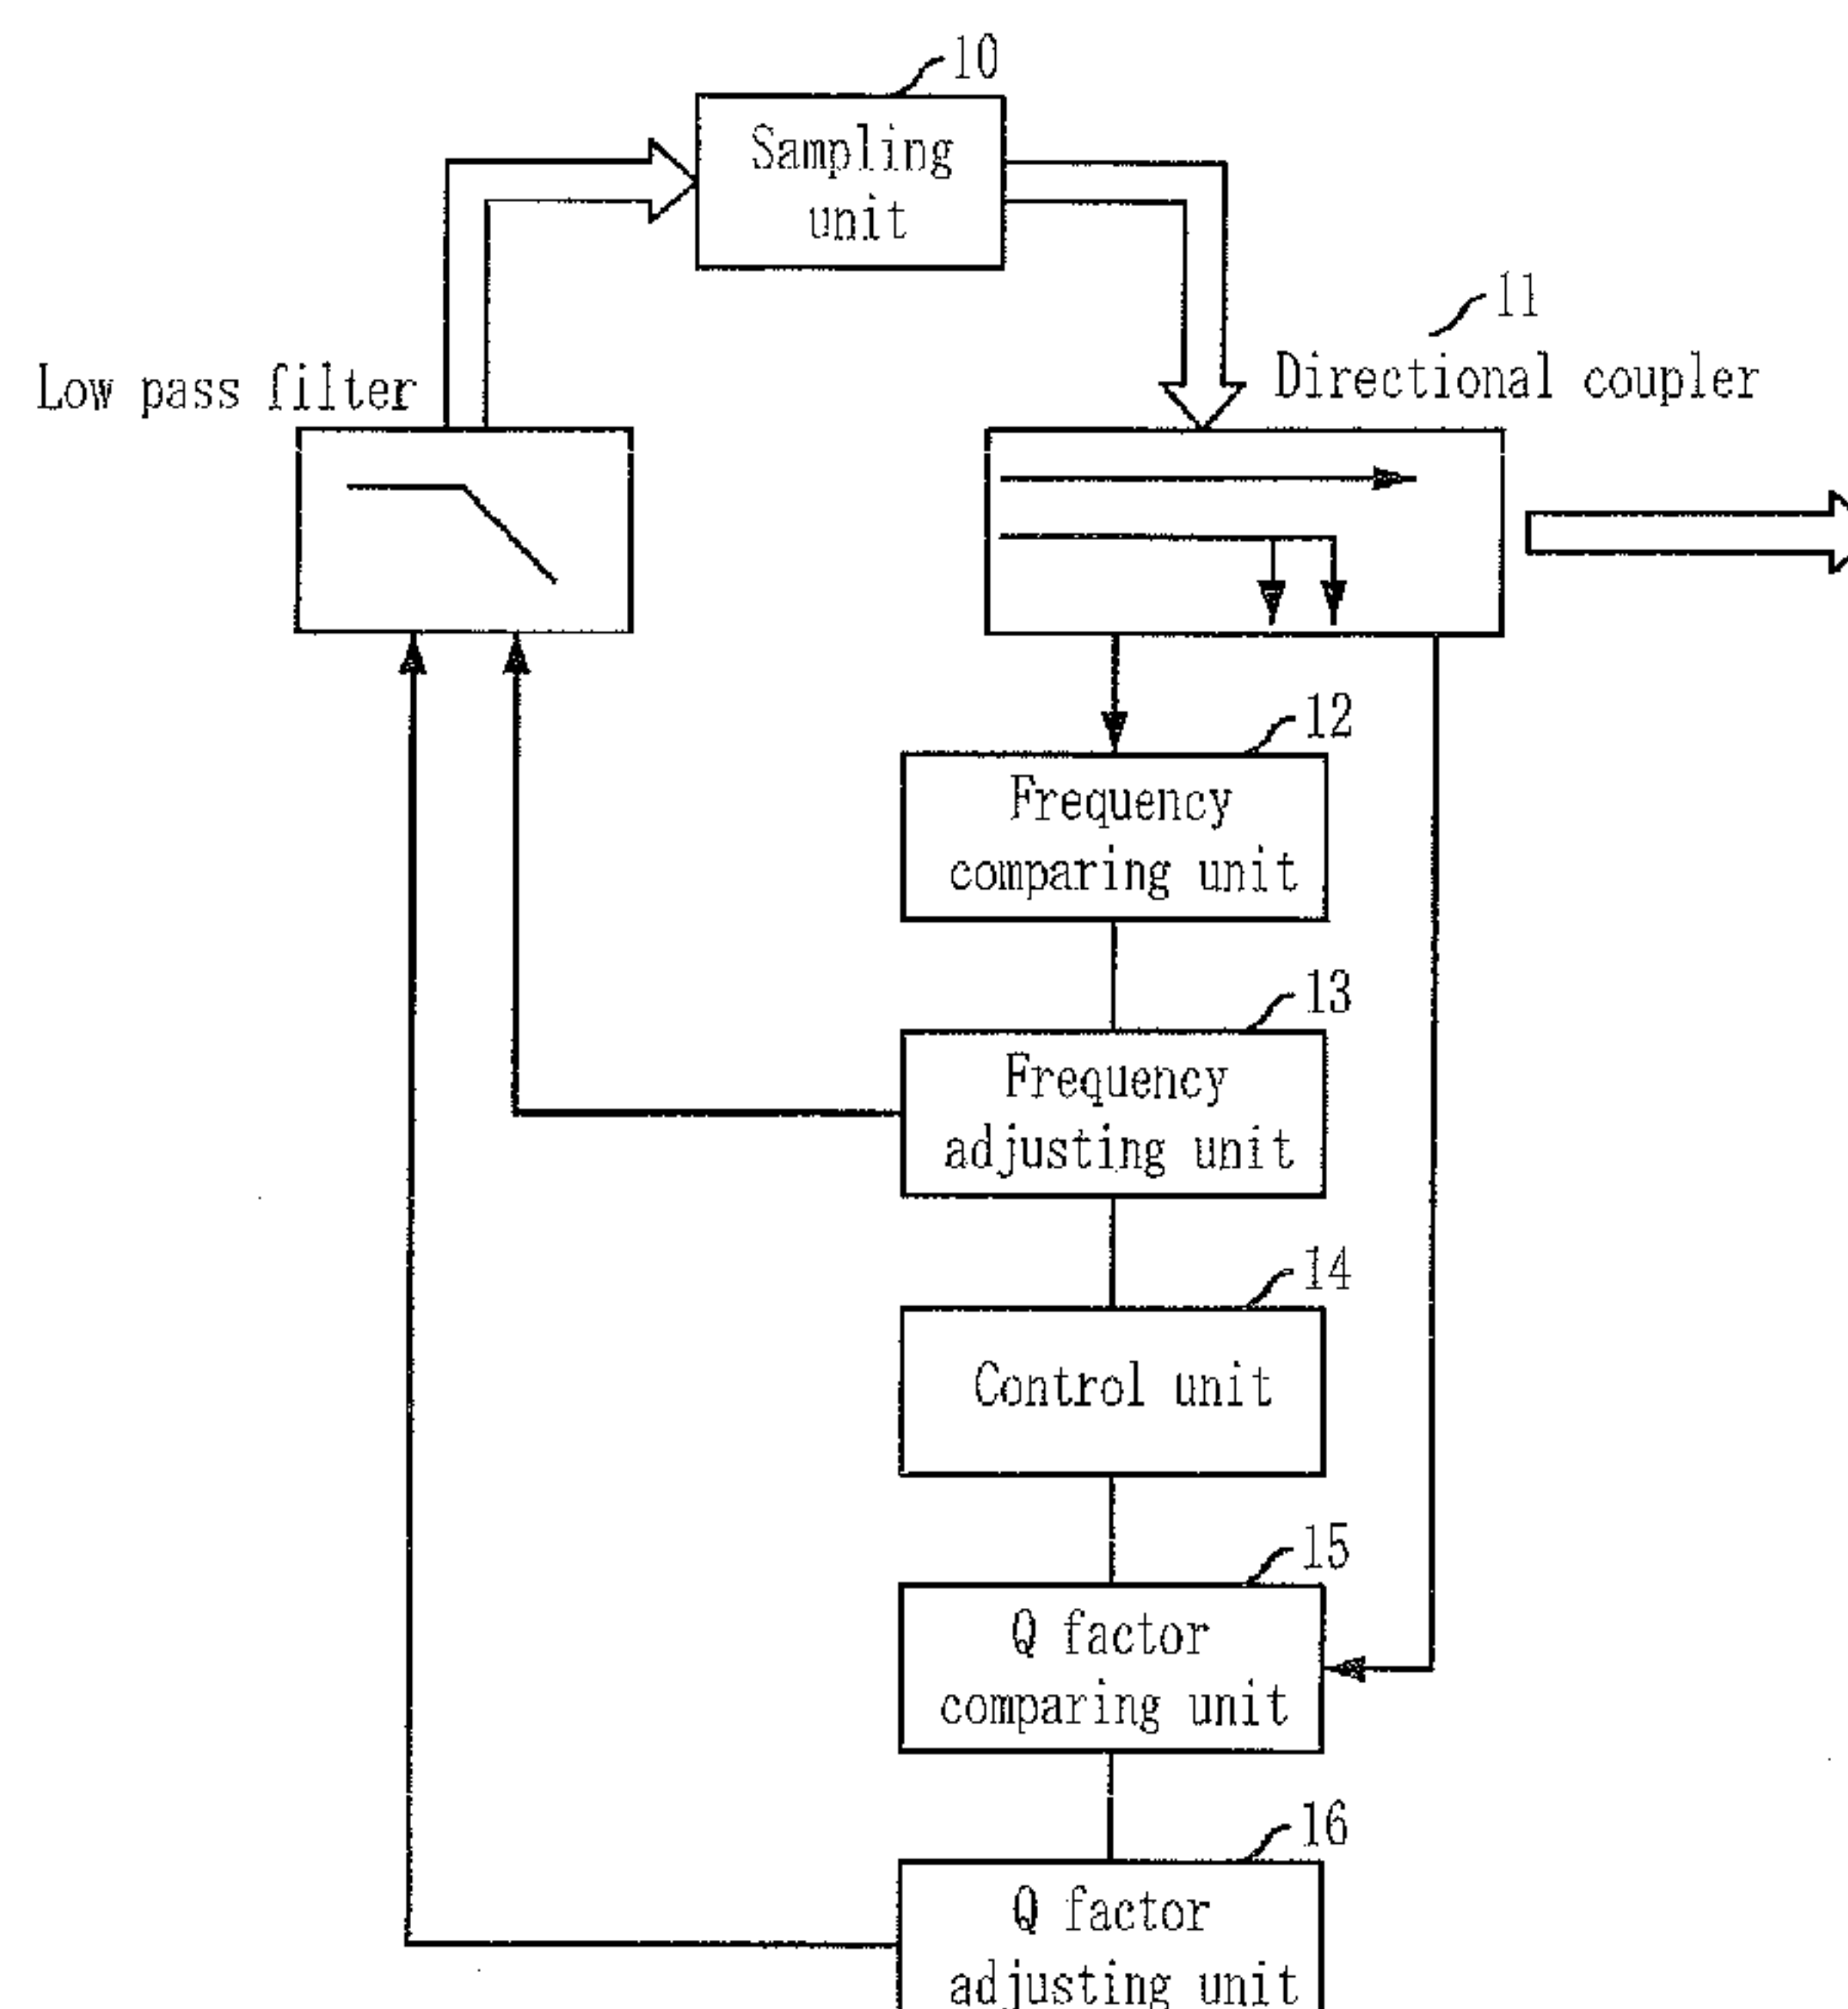 10
Sampling
unit
11
Low pass filter
Directional coupler
12
Frequency
comparing unit
13
Frequency
adjusting unit
14
Control unit
15
Q factor
comparing unit
16
Q factor
adjusting unit